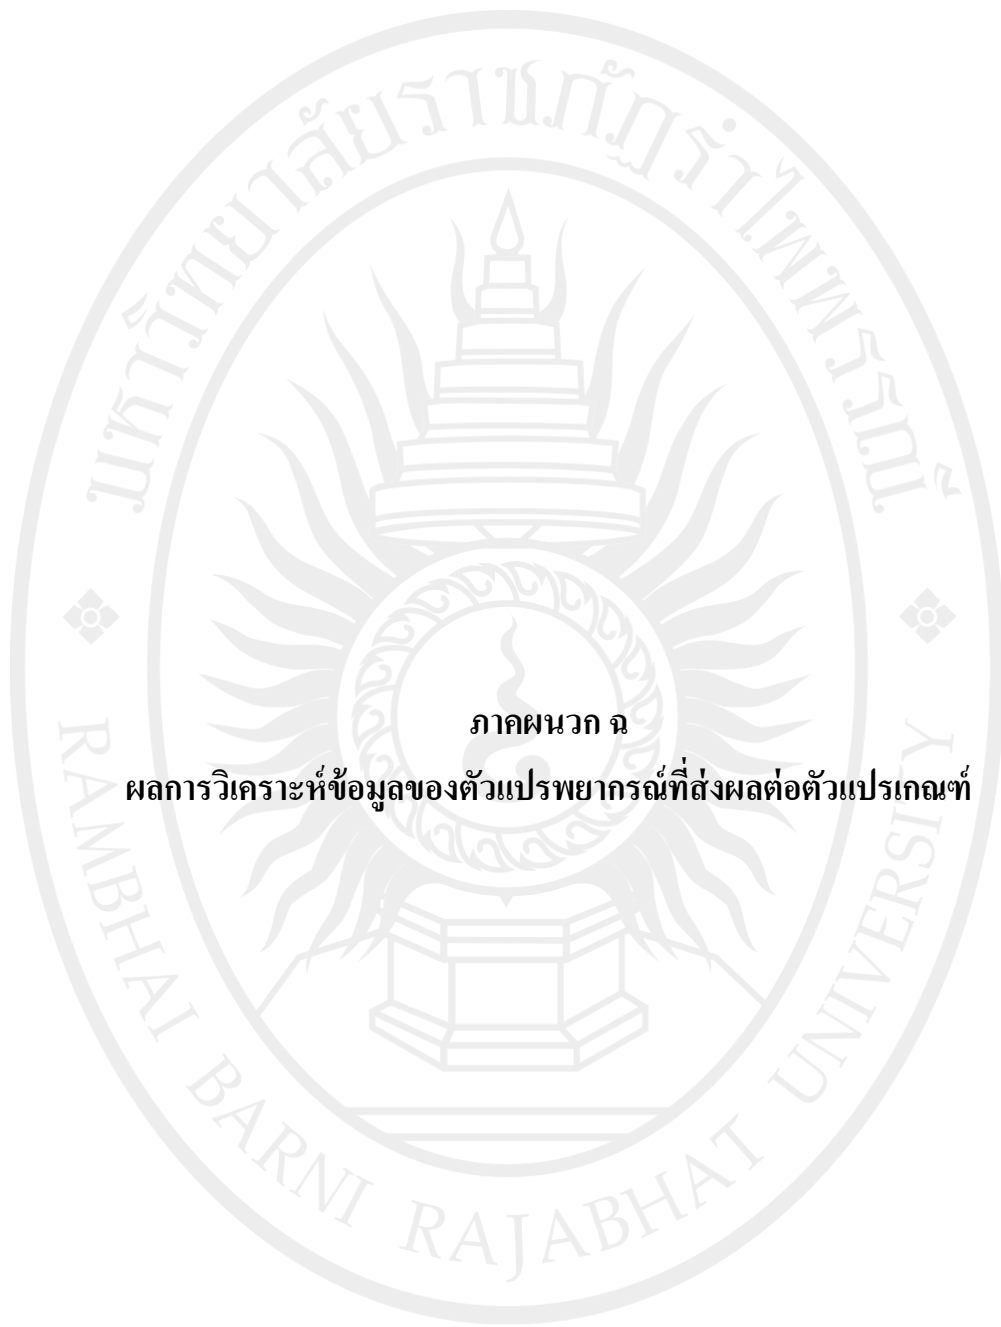 มหาวิทยาลัยราชภัฏรำไพพรรณี
ภาคผนวก ฉ
ผลการวิเคราะห์ข้อมูลของตัวแปรพยากรณ์ที่ส่งผลต่อตัวแปรเกณฑ์
RAMBHAI BARNI RAJABHAT UNIVERSITY